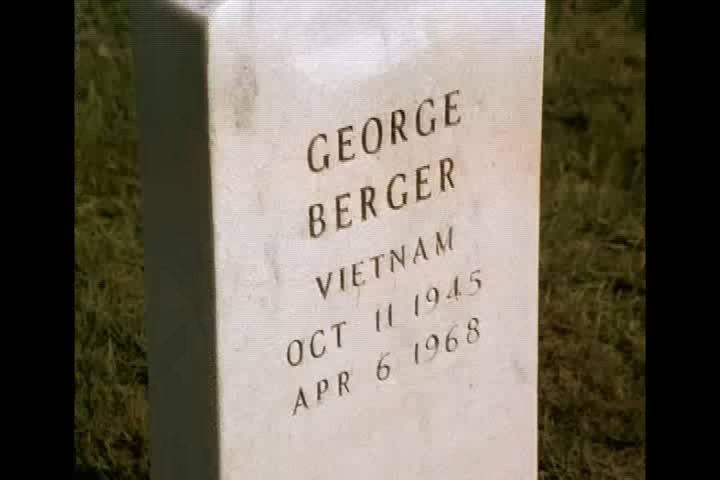 GEORGE
BERGER
VIETNAM
OCT 11 1945
APR 6 1968